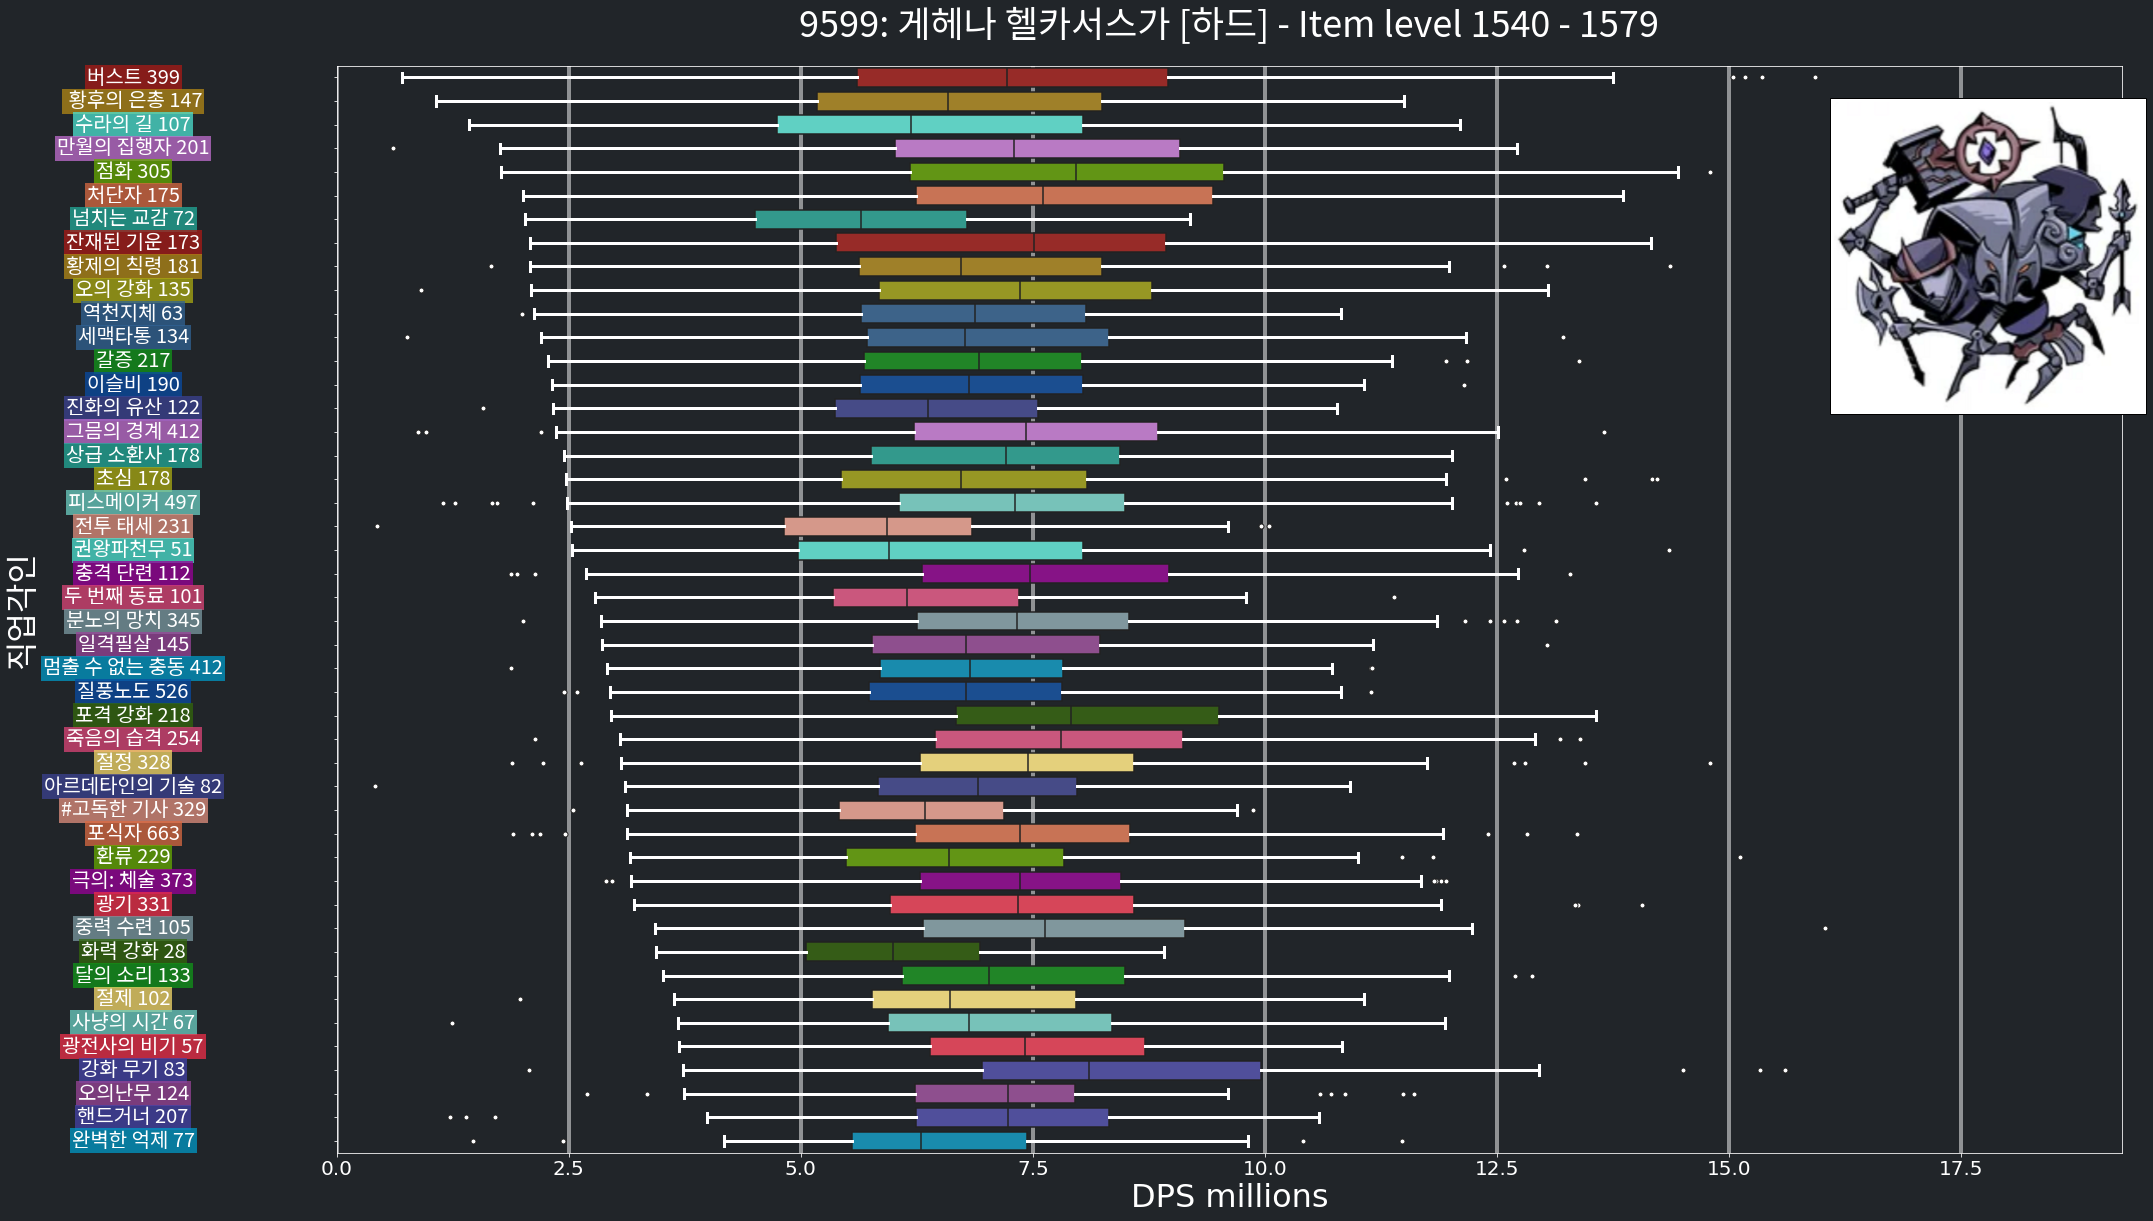 9599: 게헤나 헬카서스가 [하드] - Item level 1540 - 1579
직업각인
버스트 399
황후의 은총 147
수라의 길 107
만월의 집행자 201
점화 305
처단자 175
넘치는 교감 72
잔재된 기운 173
황제의 칙령 181
오의 강화 135
역천지체 63
세맥타통 134
갈증 217
이슬비 190
진화의 유산 122
그믐의 경계 412
상급 소환사 178
초심 178
피스메이커 497
전투 태세 231
권왕파천무 51
충격 단련 112
두 번째 동료 101
분노의 망치 345
일격필살 145
멈출 수 없는 충동 412
질풍노도 526
포격 강화 218
죽음의 습격 254
절정 328
아르데타인의 기술 82
#고독한 기사 329
포식자 663
환류 229
극의: 체술 373
광기 331
중력 수련 105
화력 강화 28
달의 소리 133
절제 102
사냥의 시간 67
광전사의 비기 57
강화 무기 83
오의난무 124
핸드거너 207
완벽한 억제 77
0.0 2.5 5.0 7.5 10.0 12.5 15.0 17.5
DPS millions